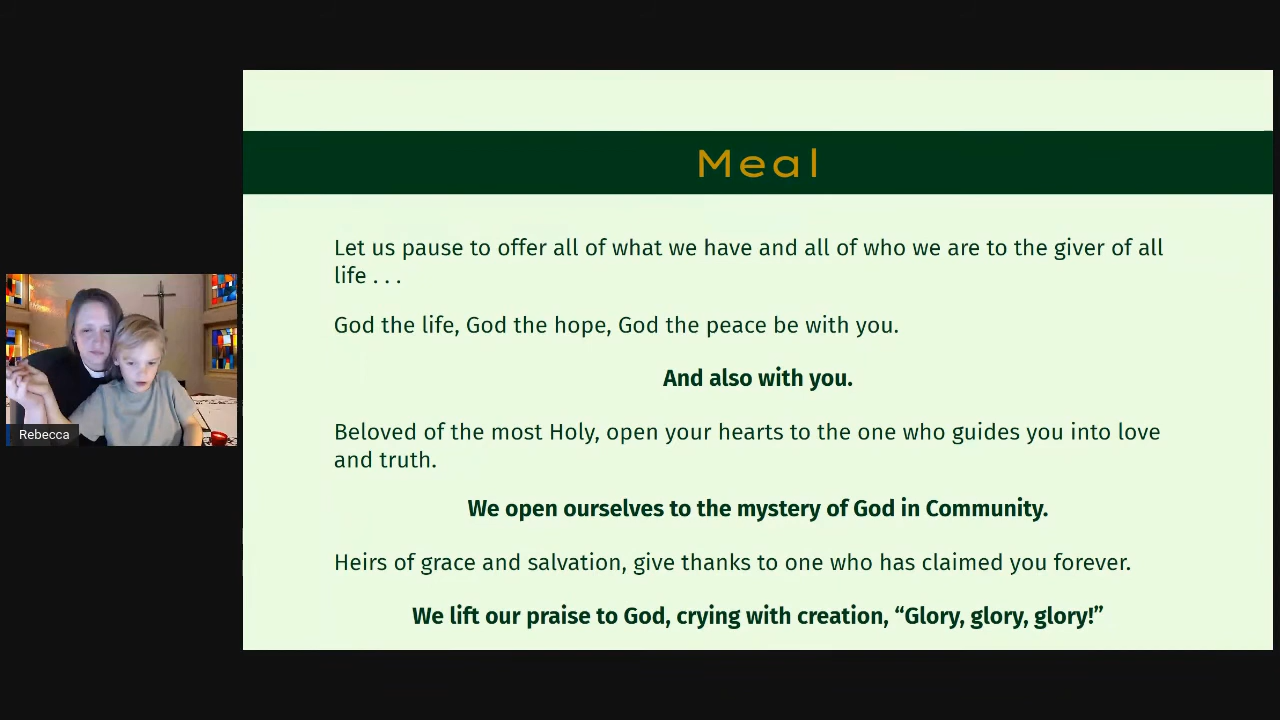 Meal
Let us pause to offer all of what we have and all of who we are to the giver of all
life . . .
God the life, God the hope, God the peace be with you.
And also with you.
Beloved of the most Holy, open your hearts to the one who guides you into love
and truth.
We open ourselves to the mystery of God in Community.
Heirs of grace and salvation, give thanks to one who has claimed you forever.
We lift our praise to God, crying with creation, “Glory, glory, glory!”
Rebecca